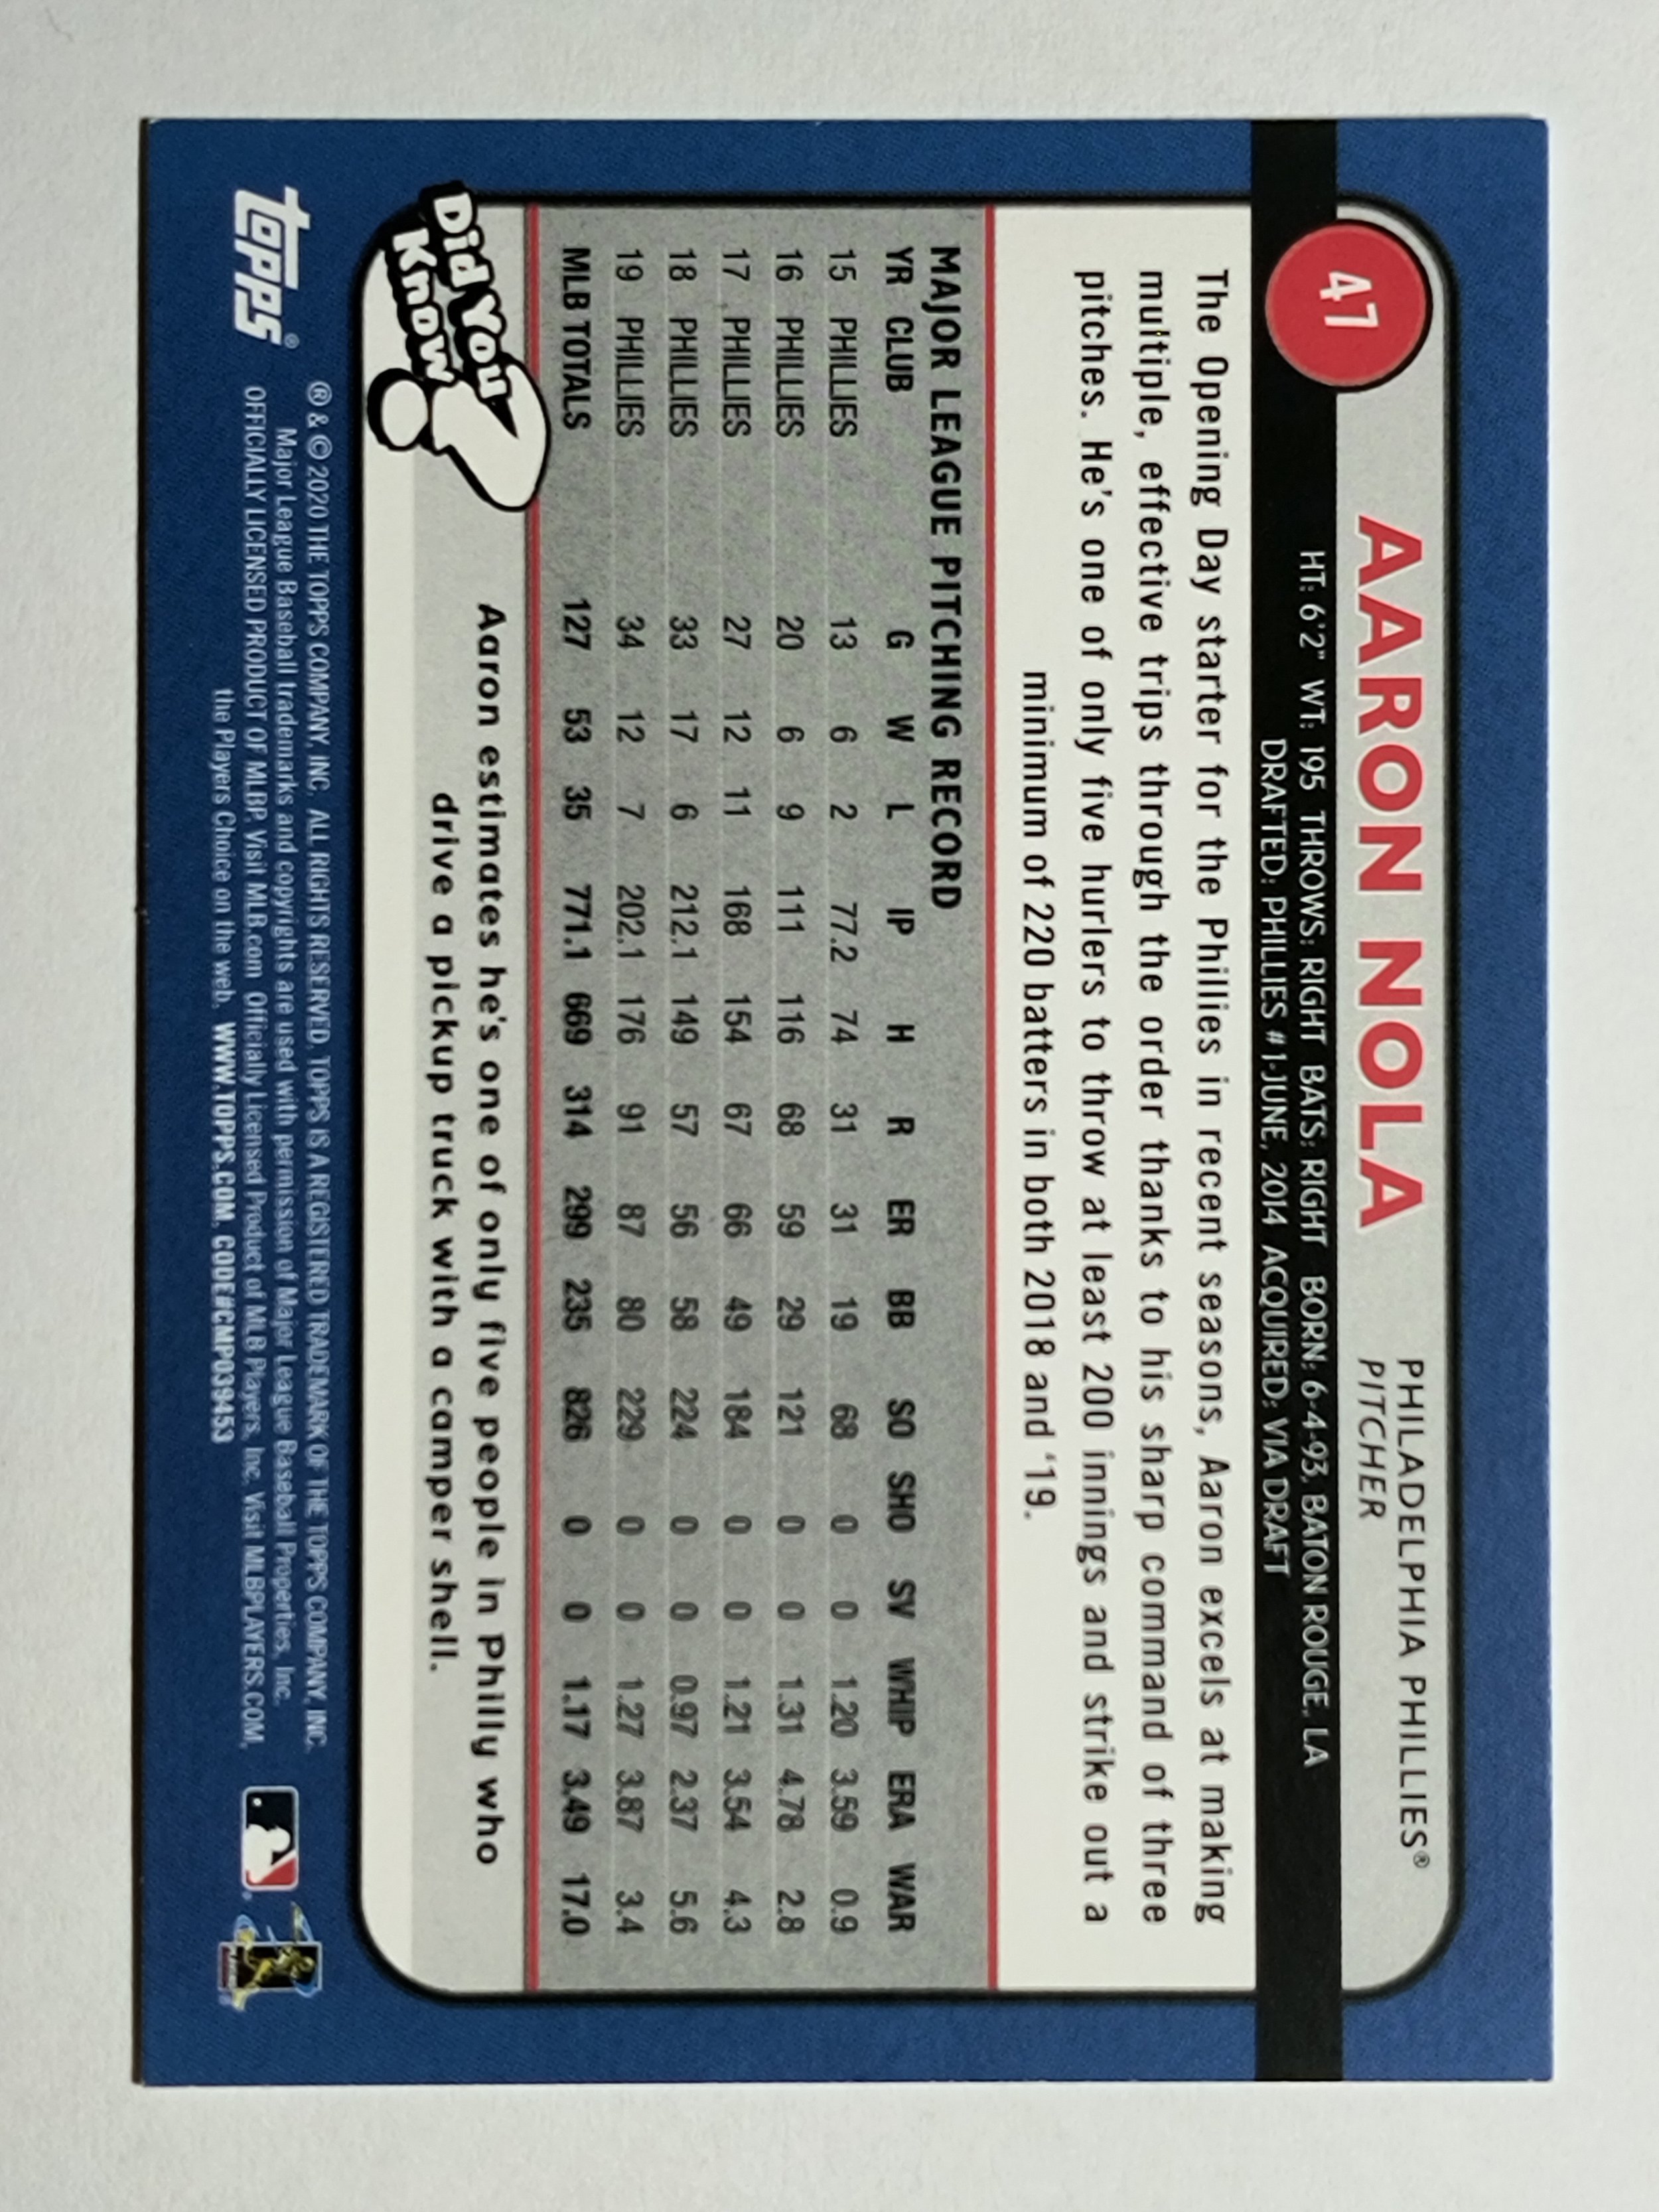 47
AARON NOLA
PHILADELPHIA PHILLIES®
PITCHER
HT: 6'2" WT: 195 THROWS: RIGHT BATS: RIGHT BORN: 6-4-93, BATON ROUGE, LA
DRAFTED: PHILLIES #1-JUNE, 2014 ACQUIRED: VIA DRAFT
The Opening Day starter for the Phillies in recent seasons, Aaron excels at making
multiple, effective trips through the order thanks to his sharp command of three
pitches. He's one of only five hurlers to throw at least 200 innings and strike out a
minimum of 220 batters in both 2018 and '19.
MAJOR LEAGUE PITCHING RECORD
YR CLUB G W L IP H R ER BB SO SHO SV WHIP ERA WAR
15 PHILLIES 13 6 2 77.2 74 31 31 19 68 0 0 1.20 3.59 0.9
16 PHILLIES 20 6 9 111 116 68 59 29 121 0 0 1.31 4.78 2.8
17 PHILLIES 27 12 11 168 154 67 66 49 184 0 0 1.21 3.54 4.3
18 PHILLIES 33 17 6 212.1 149 57 56 58 224 0 0 0.97 2.37 5.6
19 PHILLIES 34 12 7 202.1 176 91 87 80 229 0 0 1.27 3.87 3.4
MLB TOTALS 127 53 35 771.1 669 314 299 235 826 0 0 1.17 3.49 17.0
Did You
Know?
Aaron estimates he's one of only five people in Philly who
drive a pickup truck with a camper shell.
topps®
® & © 2020 THE TOPPS COMPANY, INC. ALL RIGHTS RESERVED. TOPPS IS A REGISTERED TRADEMARK OF THE TOPPS COMPANY, INC.
Major League Baseball trademarks and copyrights are used with permission of Major League Baseball Properties, Inc.
OFFICIALLY LICENSED PRODUCT OF MLBP. Visit MLB.com Officially Licensed Product of MLB Players, Inc. Visit MLBPLAYERS.COM,
the Players Choice on the web. WWW.TOPPS.COM. CODE#CMP039453